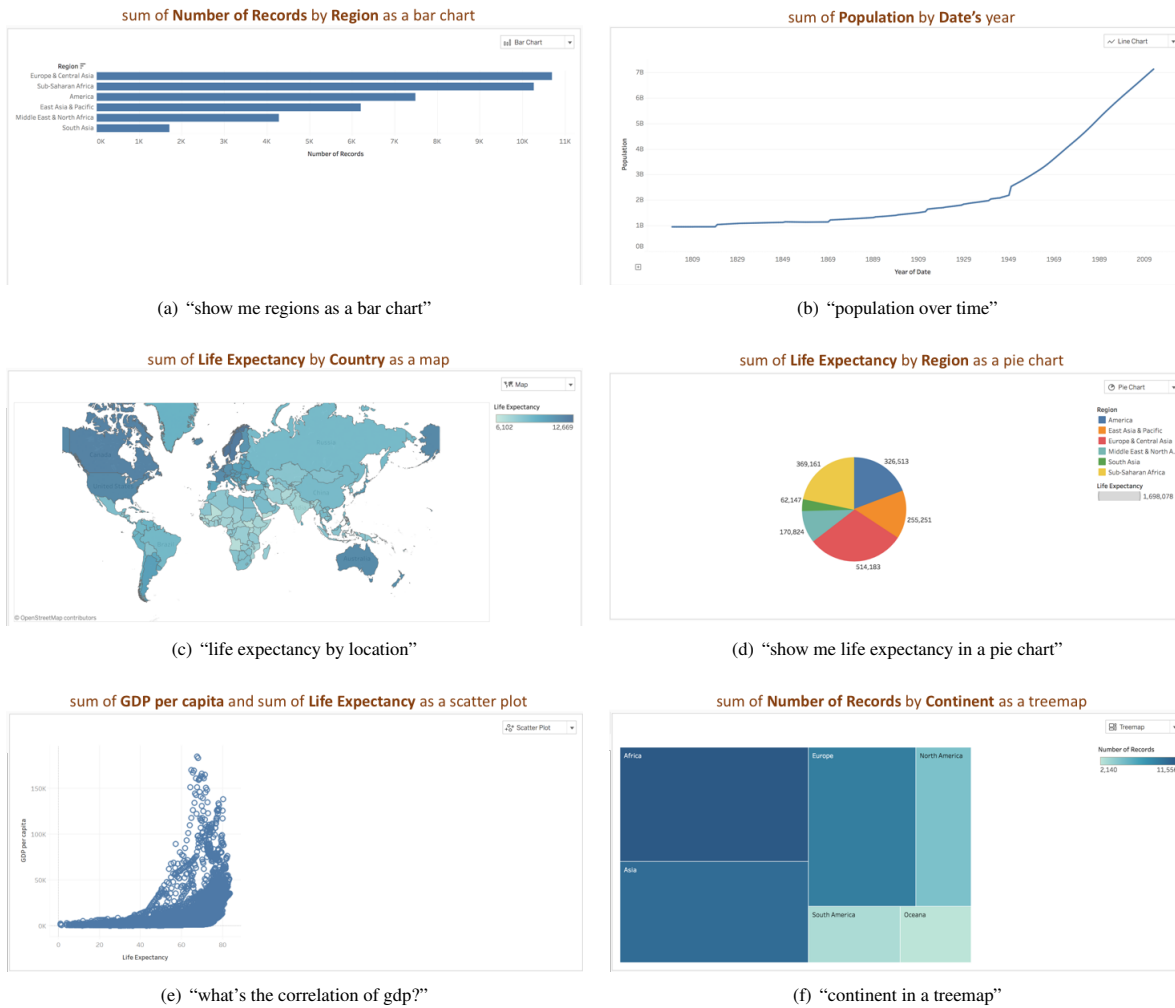 sum of Number of Records by Region as a bar chart
Bar Chart
Region
Europe & Central Asia
Sub-Saharan Africa
America
East Asia & Pacific
Middle East & North Africa
South Asia
0K 1K 2K 3K 4K 5K 6K 7K 8K 9K 10K 11K
Number of Records
(a) “show me regions as a bar chart”
sum of Population by Date’s year
Line Chart
7B
6B
5B
4B
3B
2B
1B
0B
Population
1809 1829 1849 1869 1889 1909 1929 1949 1969 1989 2009
Year of Date
(b) “population over time”
sum of Life Expectancy by Country as a map
Map
Life Expectancy
6,102 12,669
© OpenStreetMap contributors
(c) “life expectancy by location”
sum of Life Expectancy by Region as a pie chart
Pie Chart
Region
America
East Asia & Pacific
Europe & Central Asia
Middle East & North A..
South Asia
Sub-Saharan Africa
Life Expectancy
1,698,078
369,161
326,513
62,147
255,251
170,824
514,183
(d) “show me life expectancy in a pie chart”
sum of GDP per capita and sum of Life Expectancy as a scatter plot
Scatter Plot
150K
100K
50K
0K
GDP per capita
0 20 40 60 80
Life Expectancy
(e) “what’s the correlation of gdp?”
sum of Number of Records by Continent as a treemap
Treemap
Number of Records
2,140 11,556
Africa
Europe
North America
Asia
South America
Oceana
(f) “continent in a treemap”